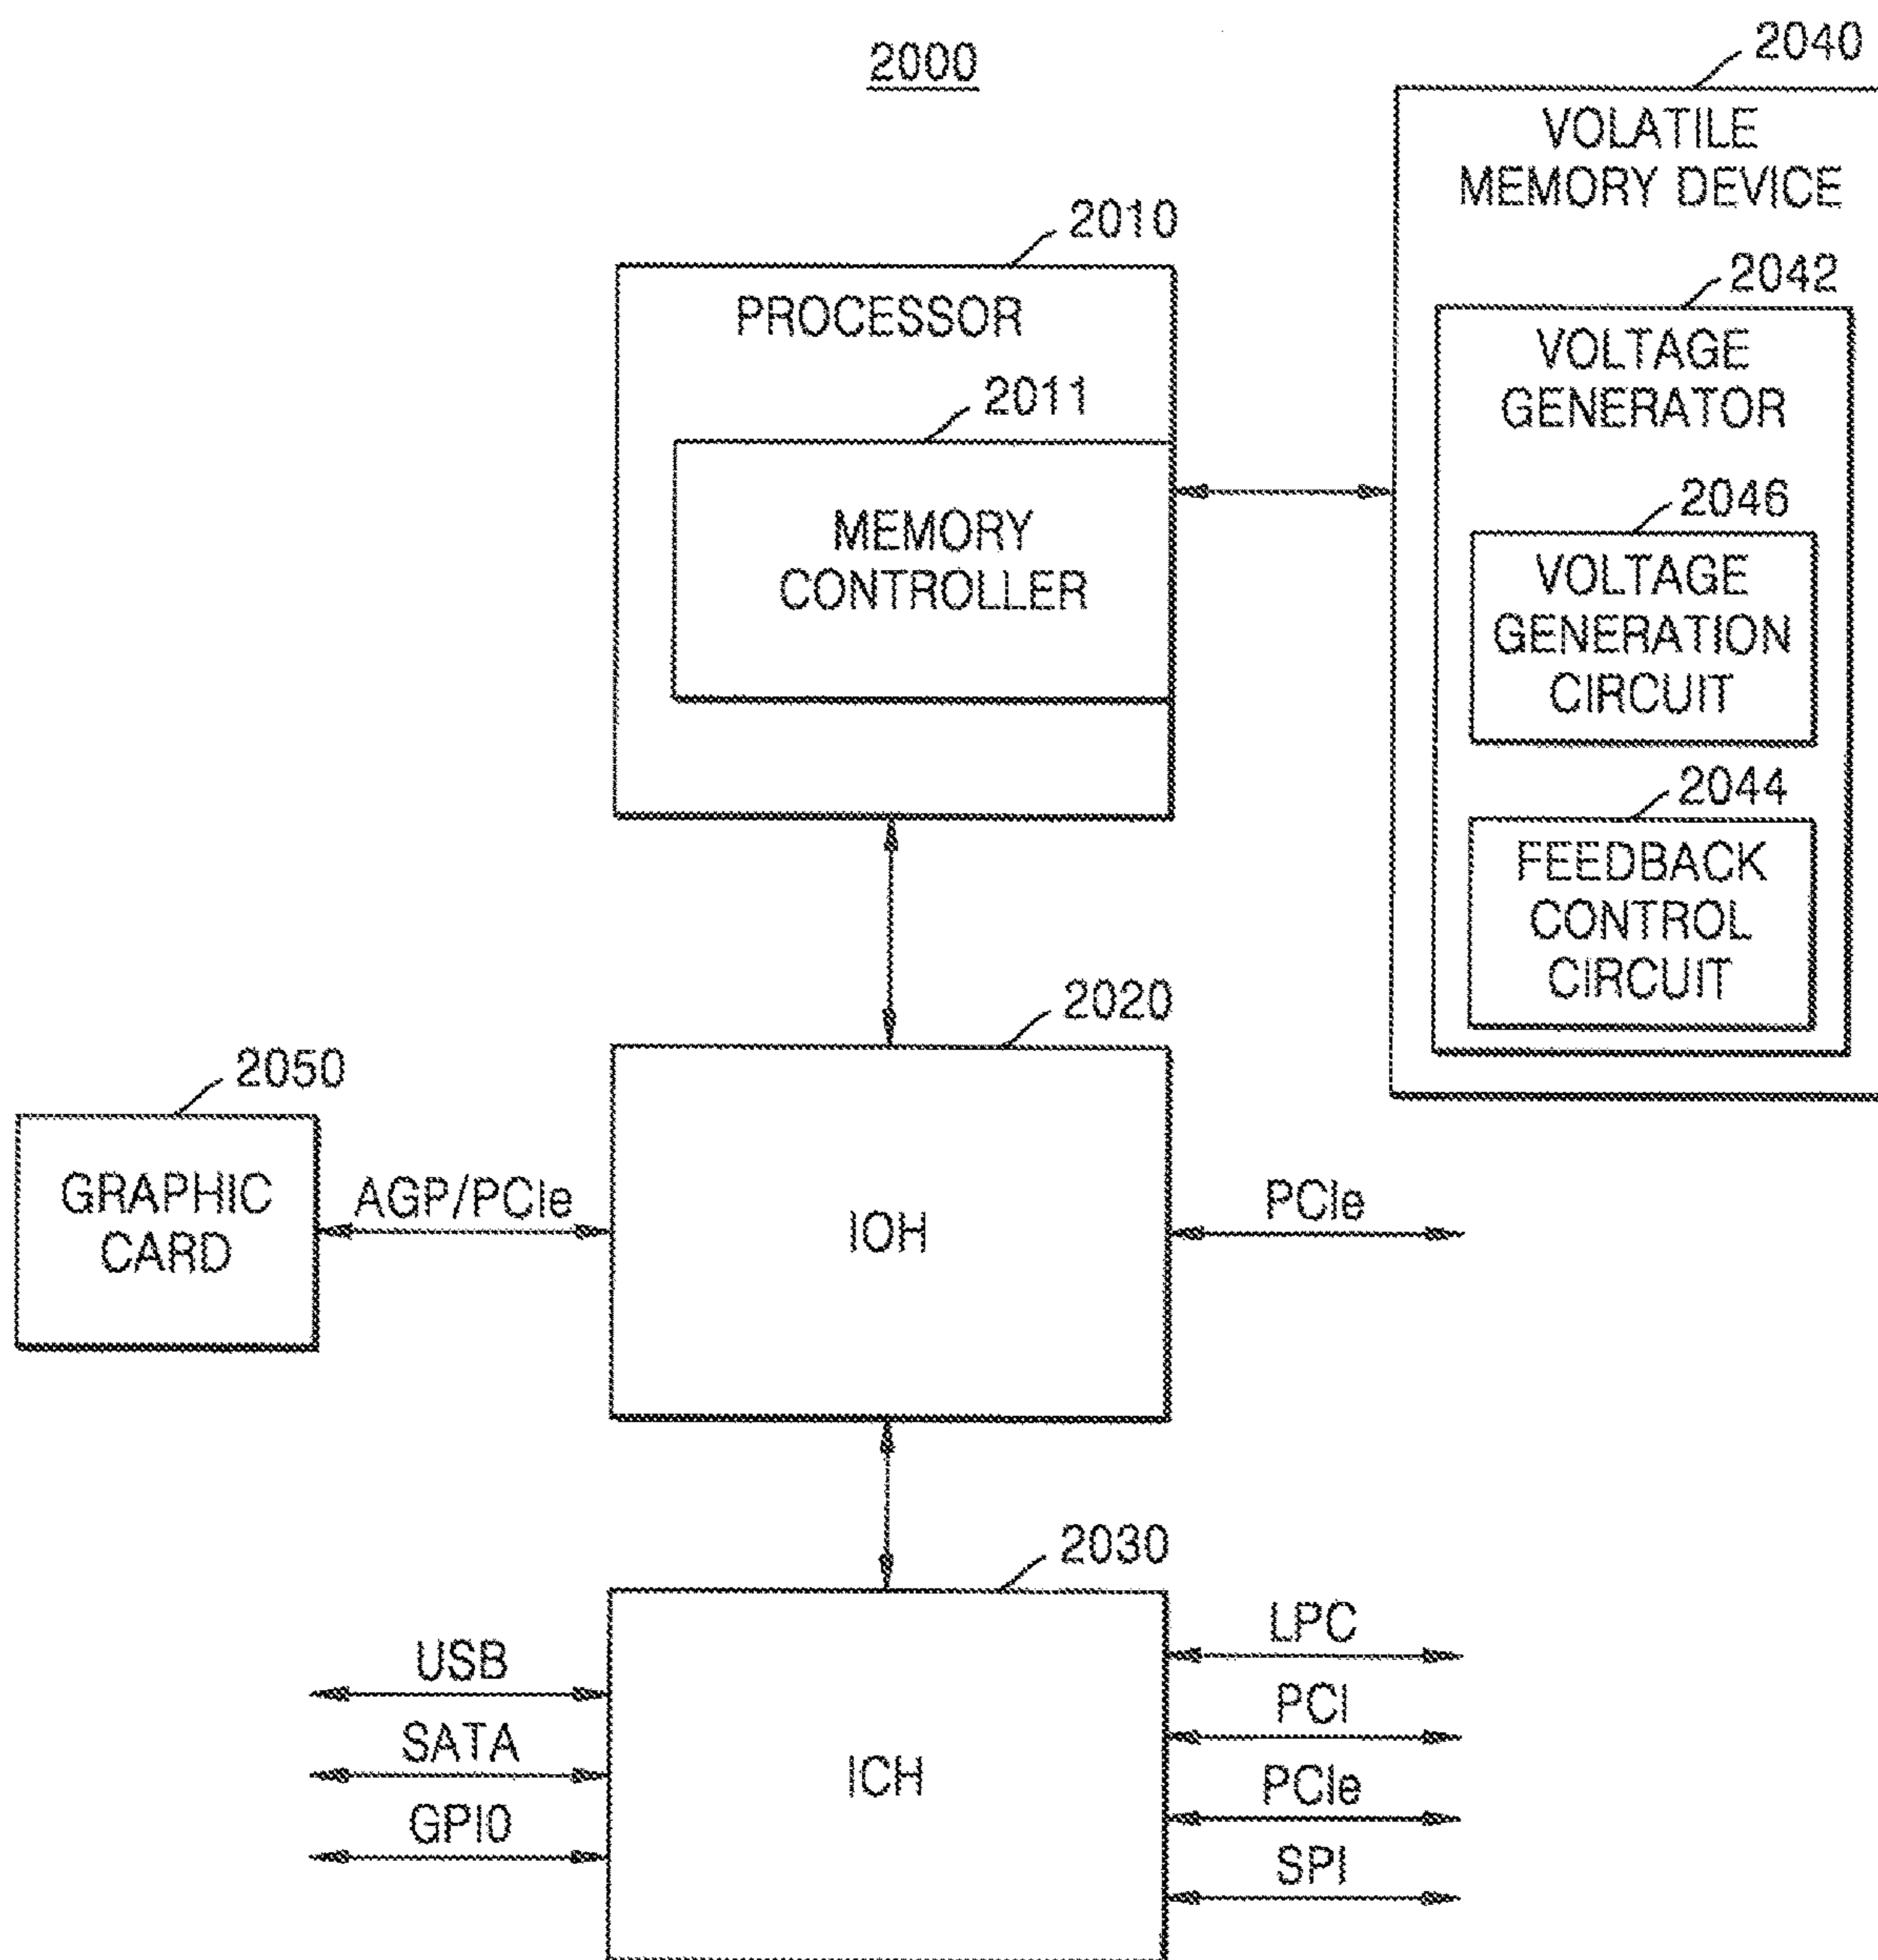 2000
2040
VOLATILE
MEMORY DEVICE
2010
PROCESSOR
2042
VOLTAGE
GENERATOR
2011
MEMORY
CONTROLLER
2046
VOLTAGE
GENERATION
CIRCUIT
2044
FEEDBACK
CONTROL
CIRCUIT
2020
IOH
2050
GRAPHIC
CARD
AGP/PCIe
PCIe
2030
ICH
USB
SATA
GPIO
LPC
PCI
PCIe
SPI